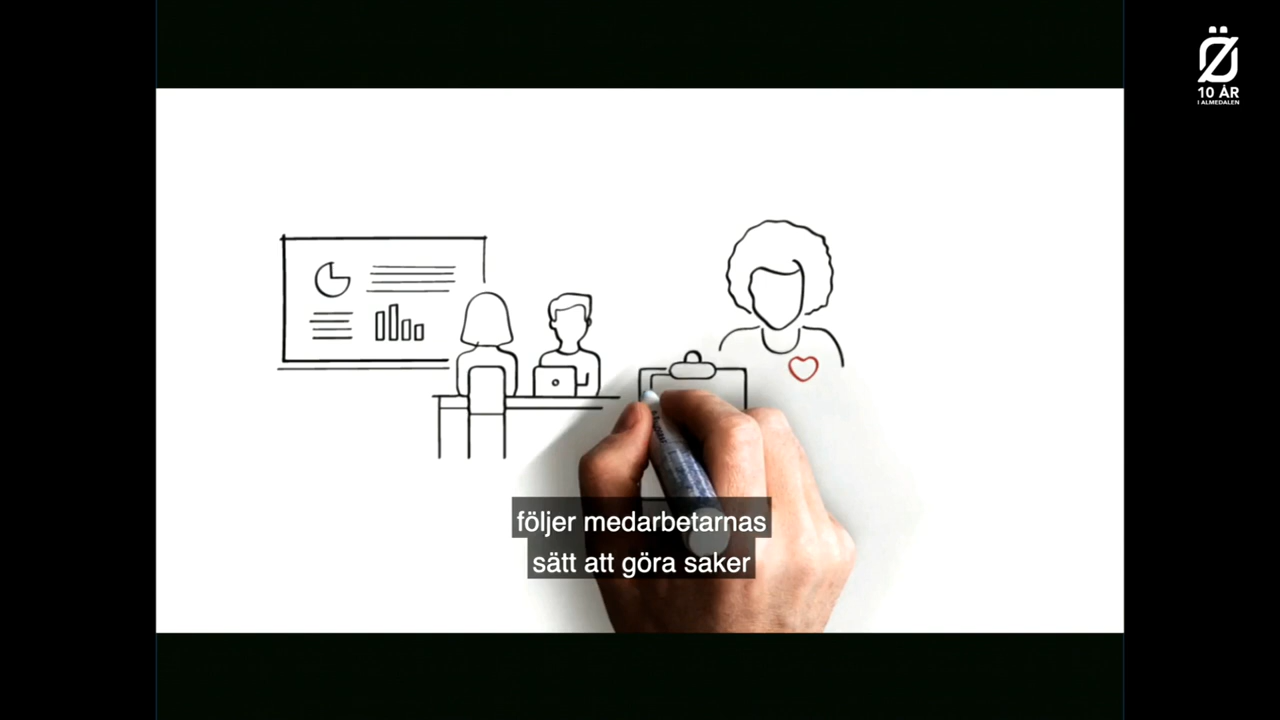 Ö
10 ÅR
I ALMEDALEN
följer medarbetarnas
sätt att göra saker